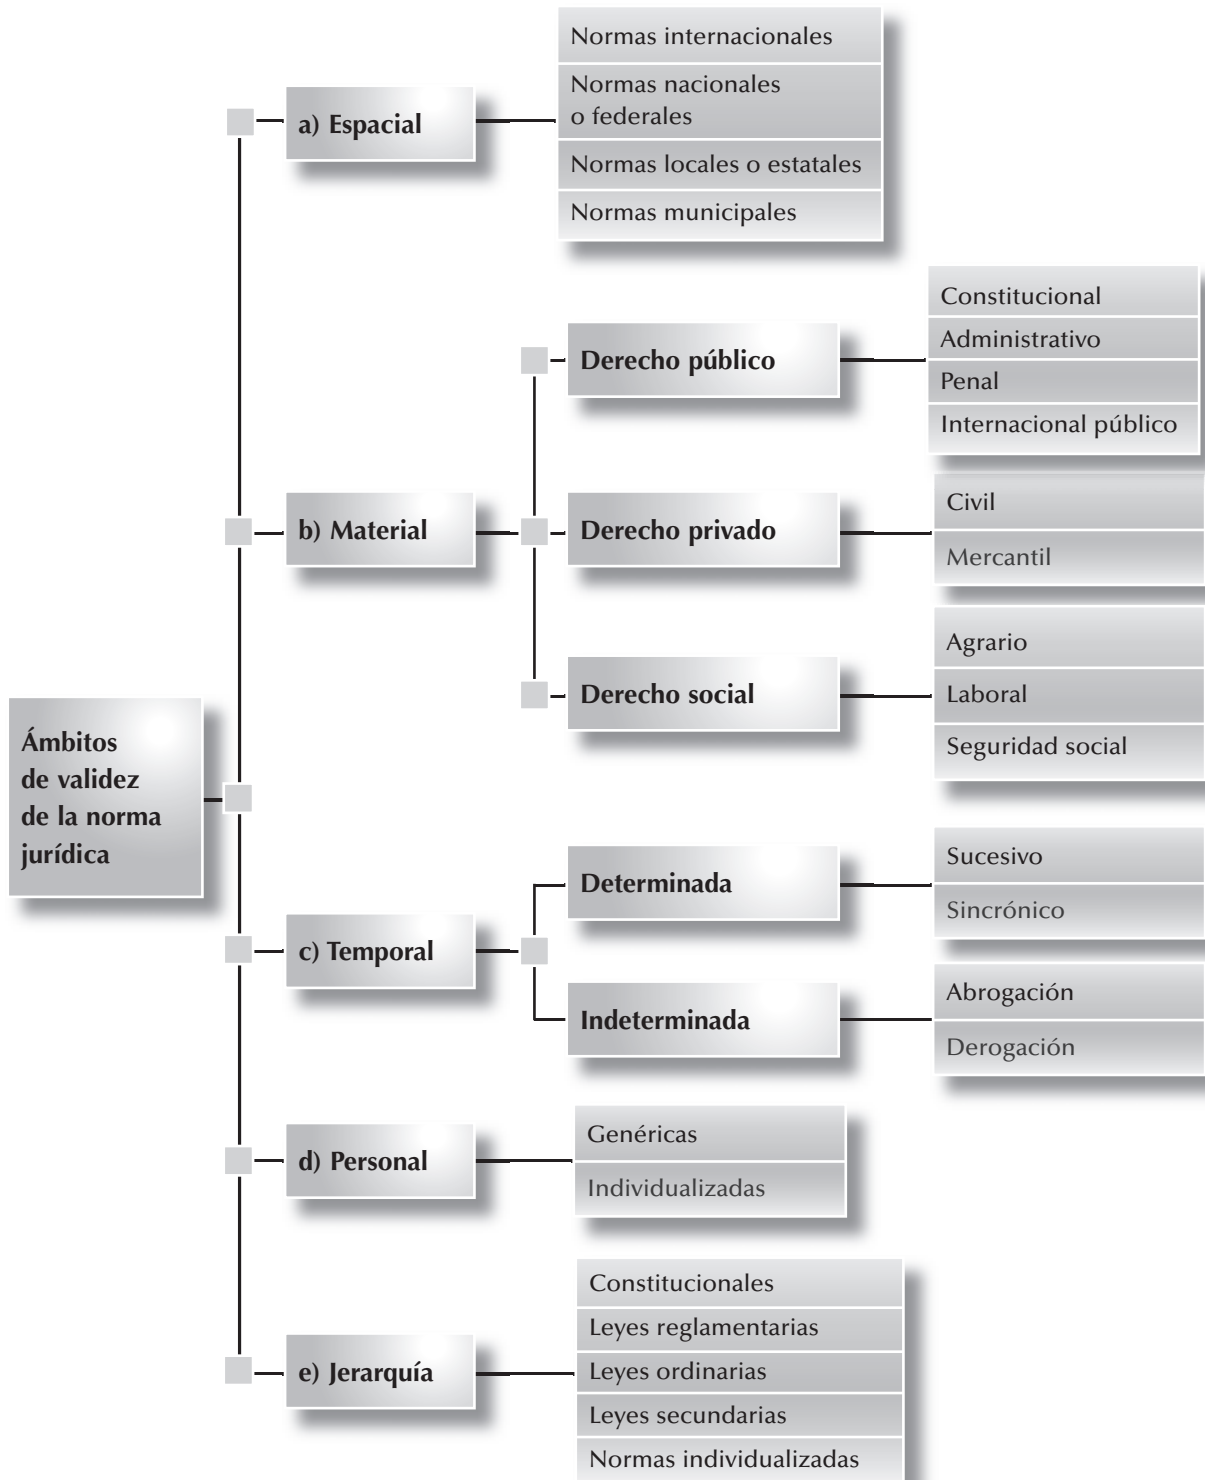 Ámbitos
de validez
de la norma
jurídica
a) Espacial
Normas internacionales
Normas nacionales
o federales
Normas locales o estatales
Normas municipales
b) Material
Derecho público
Constitucional
Administrativo
Penal
Internacional público
Derecho privado
Civil
Mercantil
Derecho social
Agrario
Laboral
Seguridad social
c) Temporal
Determinada
Sucesivo
Sincrónico
Indeterminada
Abrogación
Derogación
d) Personal
Genéricas
Individualizadas
e) Jerarquía
Constitucionales
Leyes reglamentarias
Leyes ordinarias
Leyes secundarias
Normas individualizadas